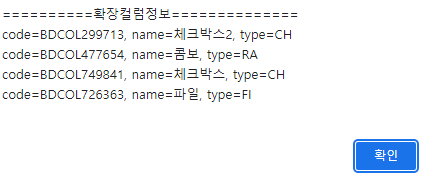 ==========확장컬럼정보==============
code=BDCOL299713, name=체크박스2, type=CH
code=BDCOL477654, name=콤보, type=RA
code=BDCOL749841, name=체크박스, type=CH
code=BDCOL726363, name=파일, type=FI
확인